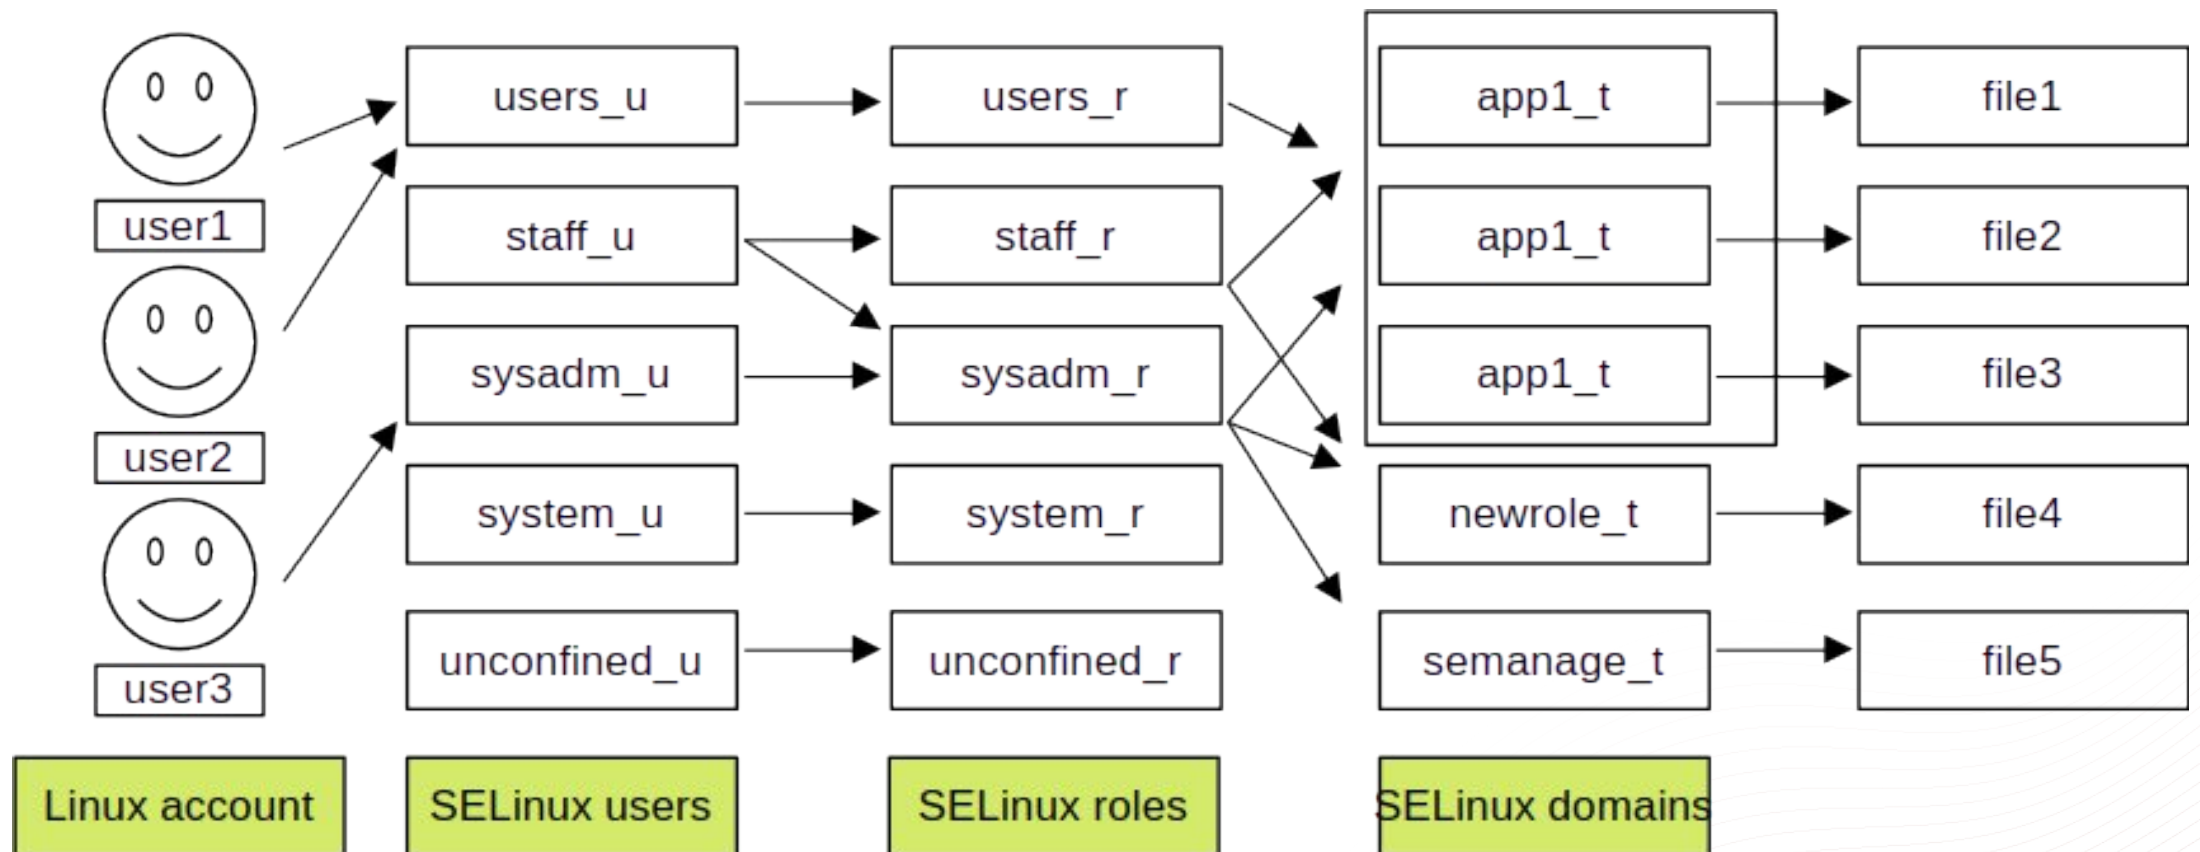 users_u
users_r
app1_t
file1
user1
staff_u
staff_r
app1_t
file2
user2
sysadm_u
sysadm_r
app1_t
file3
system_u
system_r
newrole_t
file4
user3
unconfined_u
unconfined_r
semanage_t
file5
Linux account
SELinux users
SELinux roles
SELinux domains